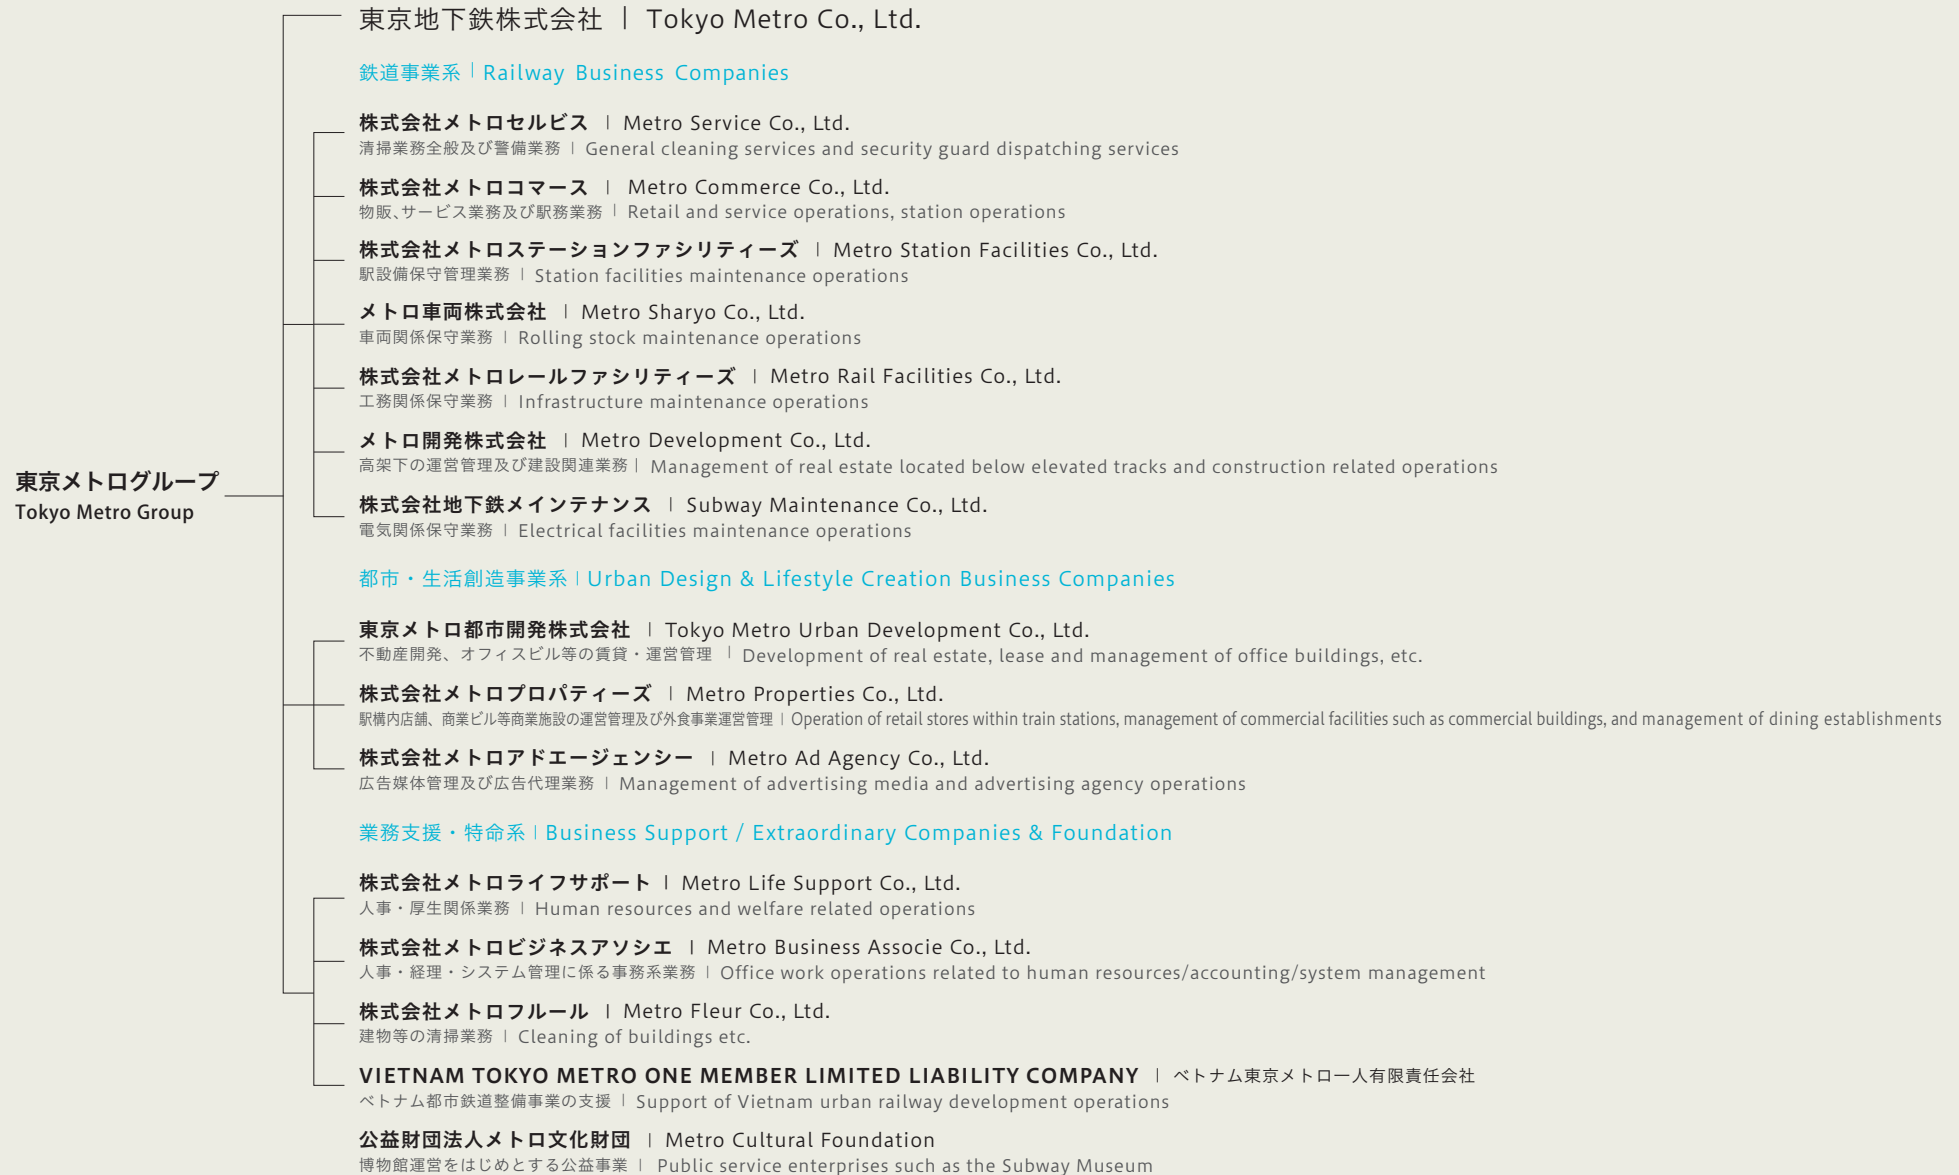 東京地下鉄株式会社 | Tokyo Metro Co., Ltd.
鉄道事業系 | Railway Business Companies
株式会社メトロセルビス | Metro Service Co., Ltd.
清掃業務全般及び警備業務 | General cleaning services and security guard dispatching services
株式会社メトロコマース | Metro Commerce Co., Ltd.
物販、サービス業務及び駅務業務 | Retail and service operations, station operations
株式会社メトロステーションファシリティーズ | Metro Station Facilities Co., Ltd.
駅設備保守管理業務 | Station facilities maintenance operations
メトロ車両株式会社 | Metro Sharyo Co., Ltd.
車両関係保守業務 | Rolling stock maintenance operations
株式会社メトロレールファシリティーズ | Metro Rail Facilities Co., Ltd.
工務関係保守業務 | Infrastructure maintenance operations
メトロ開発株式会社 | Metro Development Co., Ltd.
高架下の運営管理及び建設関連業務 | Management of real estate located below elevated tracks and construction related operations
東京メトログループ
Tokyo Metro Group
株式会社地下鉄メインテナンス | Subway Maintenance Co., Ltd.
電気関係保守業務 | Electrical facilities maintenance operations
都市・生活創造事業系 | Urban Design & Lifestyle Creation Business Companies
東京メトロ都市開発株式会社 | Tokyo Metro Urban Development Co., Ltd.
不動産開発、オフィスビル等の賃貸・運営管理 | Development of real estate, lease and management of office buildings, etc.
株式会社メトロプロパティーズ | Metro Properties Co., Ltd.
駅構内店舗、商業ビル等商業施設の運営管理及び外食事業運営管理 | Operation of retail stores within train stations, management of commercial facilities such as commercial buildings, and management of dining establishments
株式会社メトロアドエージェンシー | Metro Ad Agency Co., Ltd.
広告媒体管理及び広告代理業務 | Management of advertising media and advertising agency operations
業務支援・特命系 | Business Support / Extraordinary Companies & Foundation
株式会社メトロライフサポート | Metro Life Support Co., Ltd.
人事・厚生関係業務 | Human resources and welfare related operations
株式会社メトロビジネスアソシエ | Metro Business Associe Co., Ltd.
人事・経理・システム管理に係る事務系業務 | Office work operations related to human resources/accounting/system management
株式会社メトロフルール | Metro Fleur Co., Ltd.
建物等の清掃業務 | Cleaning of buildings etc.
VIETNAM TOKYO METRO ONE MEMBER LIMITED LIABILITY COMPANY | ベトナム東京メトロ一人有限責任会社
ベトナム都市鉄道整備事業の支援 | Support of Vietnam urban railway development operations
公益財団法人メトロ文化財団 | Metro Cultural Foundation
博物館運営をはじめとする公益事業 | Public service enterprises such as the Subway Museum